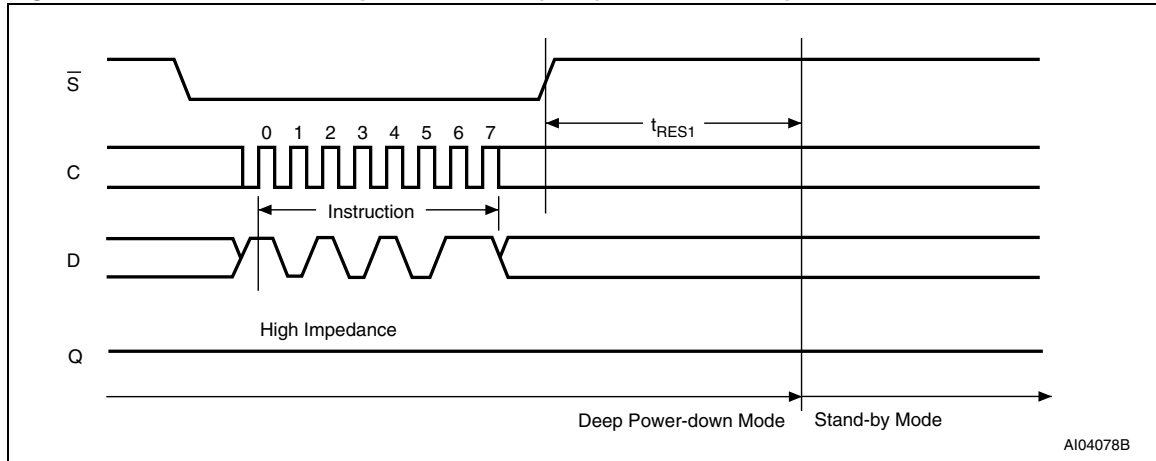 S
0 1 2 3 4 5 6 7
tRES1
C
Instruction
D
High Impedance
Q
Deep Power-down Mode
Stand-by Mode
AI04078B